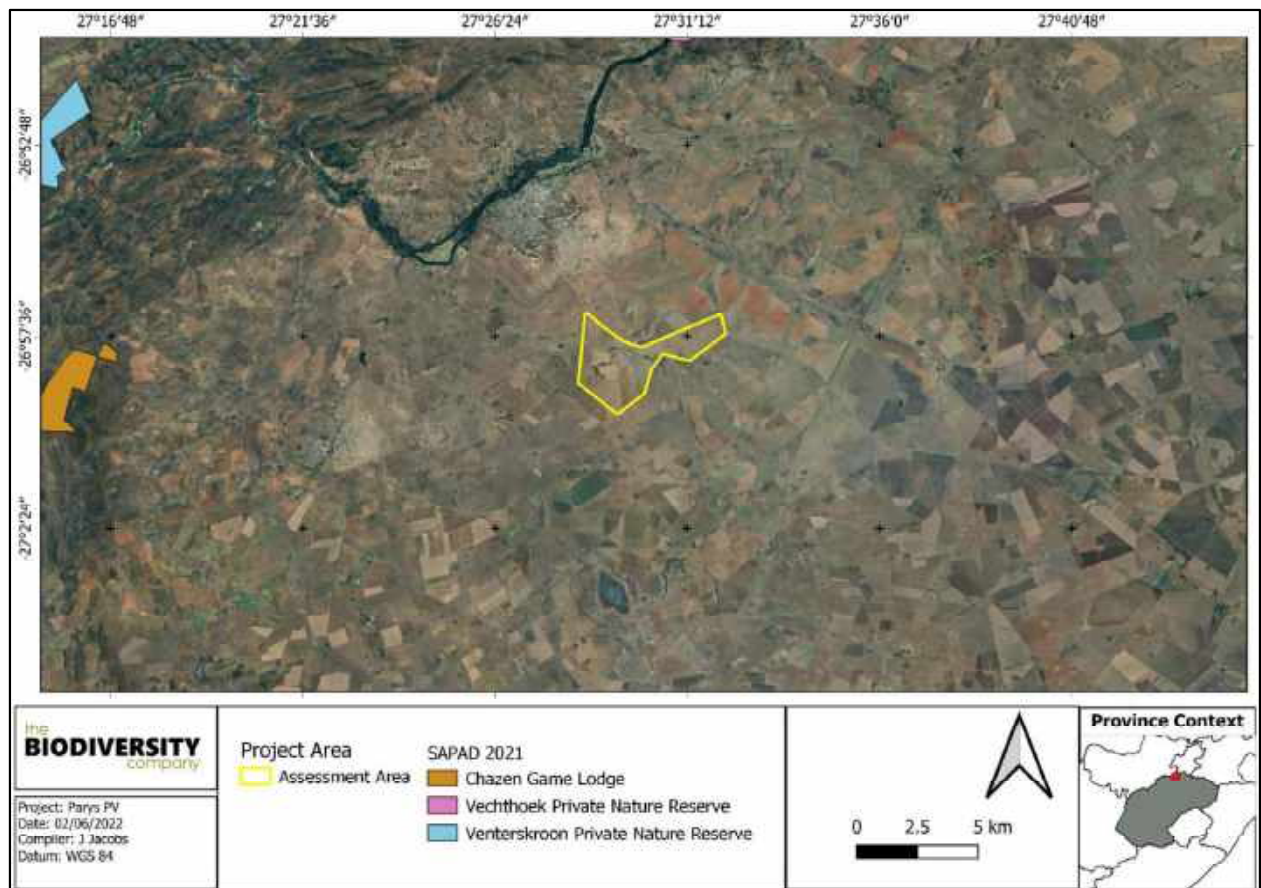 27°16'48" 27°21'36" 27°26'24" 27°31'12" 27°36'0" 27°40'48"
-26°52'48"
-26°57'36"
-27°2'24"
the
BIODIVERSITY
company
Project: Parys PV
Date: 02/06/2022
Compiler: J Jacobs
Datum: WGS 84
Project Area
Assessment Area
SAPAD 2021
Chazen Game Lodge
Vechthoek Private Nature Reserve
Venterskroon Private Nature Reserve
0 2.5 5 km
Province Context